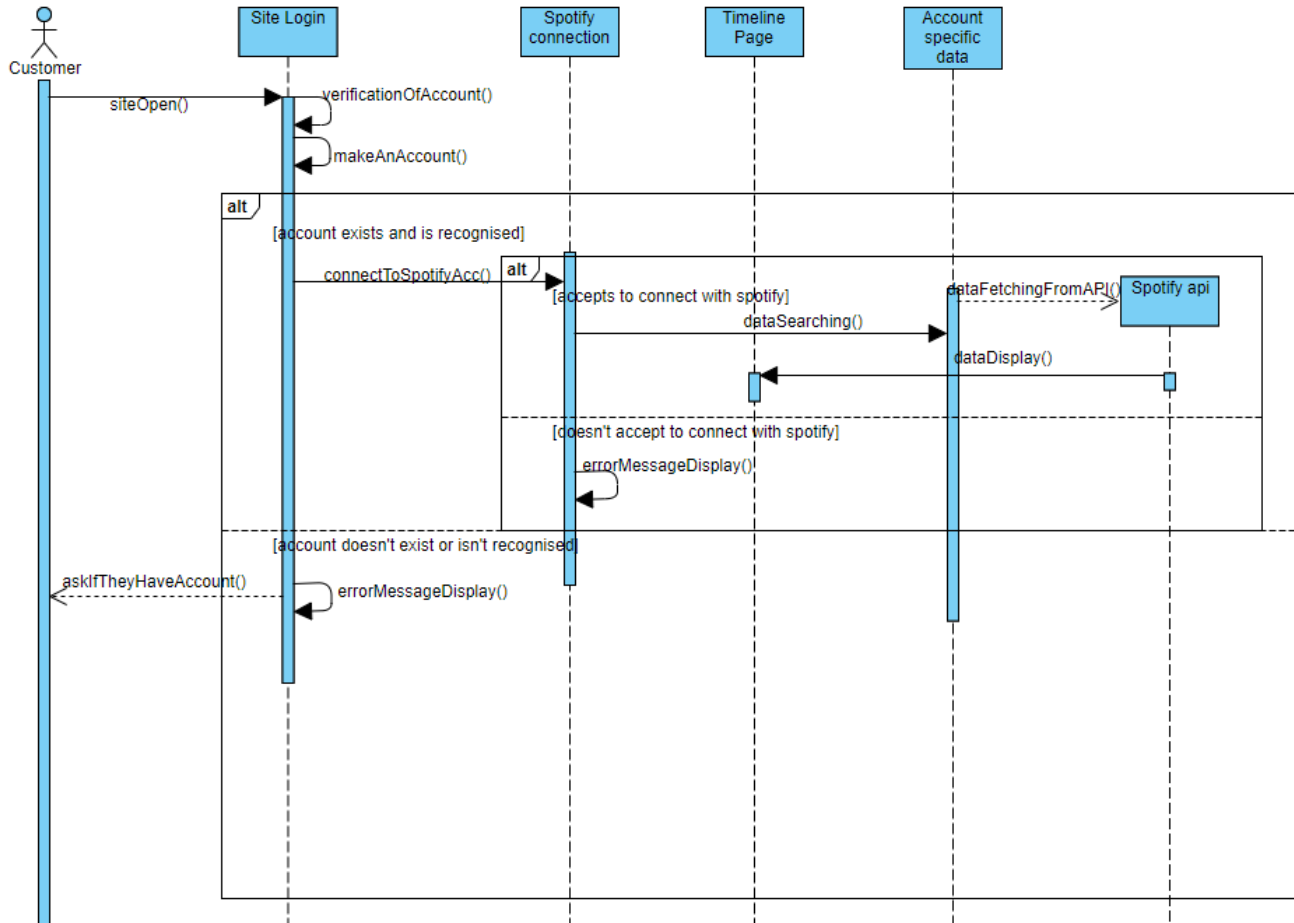 Customer
Site Login
Spotify
connection
Timeline
Page
Account
specific
data
siteOpen()
verificationOfAccount()
makeAnAccount()
alt
[account exists and is recognised]
connectToSpotifyAcc()
alt
[accepts to connect with spotify]
dataFetchingFromAPI()
Spotify api
dataSearching()
dataDisplay()
[doesn't accept to connect with spotify]
errorMessageDisplay()
[account doesn't exist or isn't recognised]
askIfTheyHaveAccount()
errorMessageDisplay()